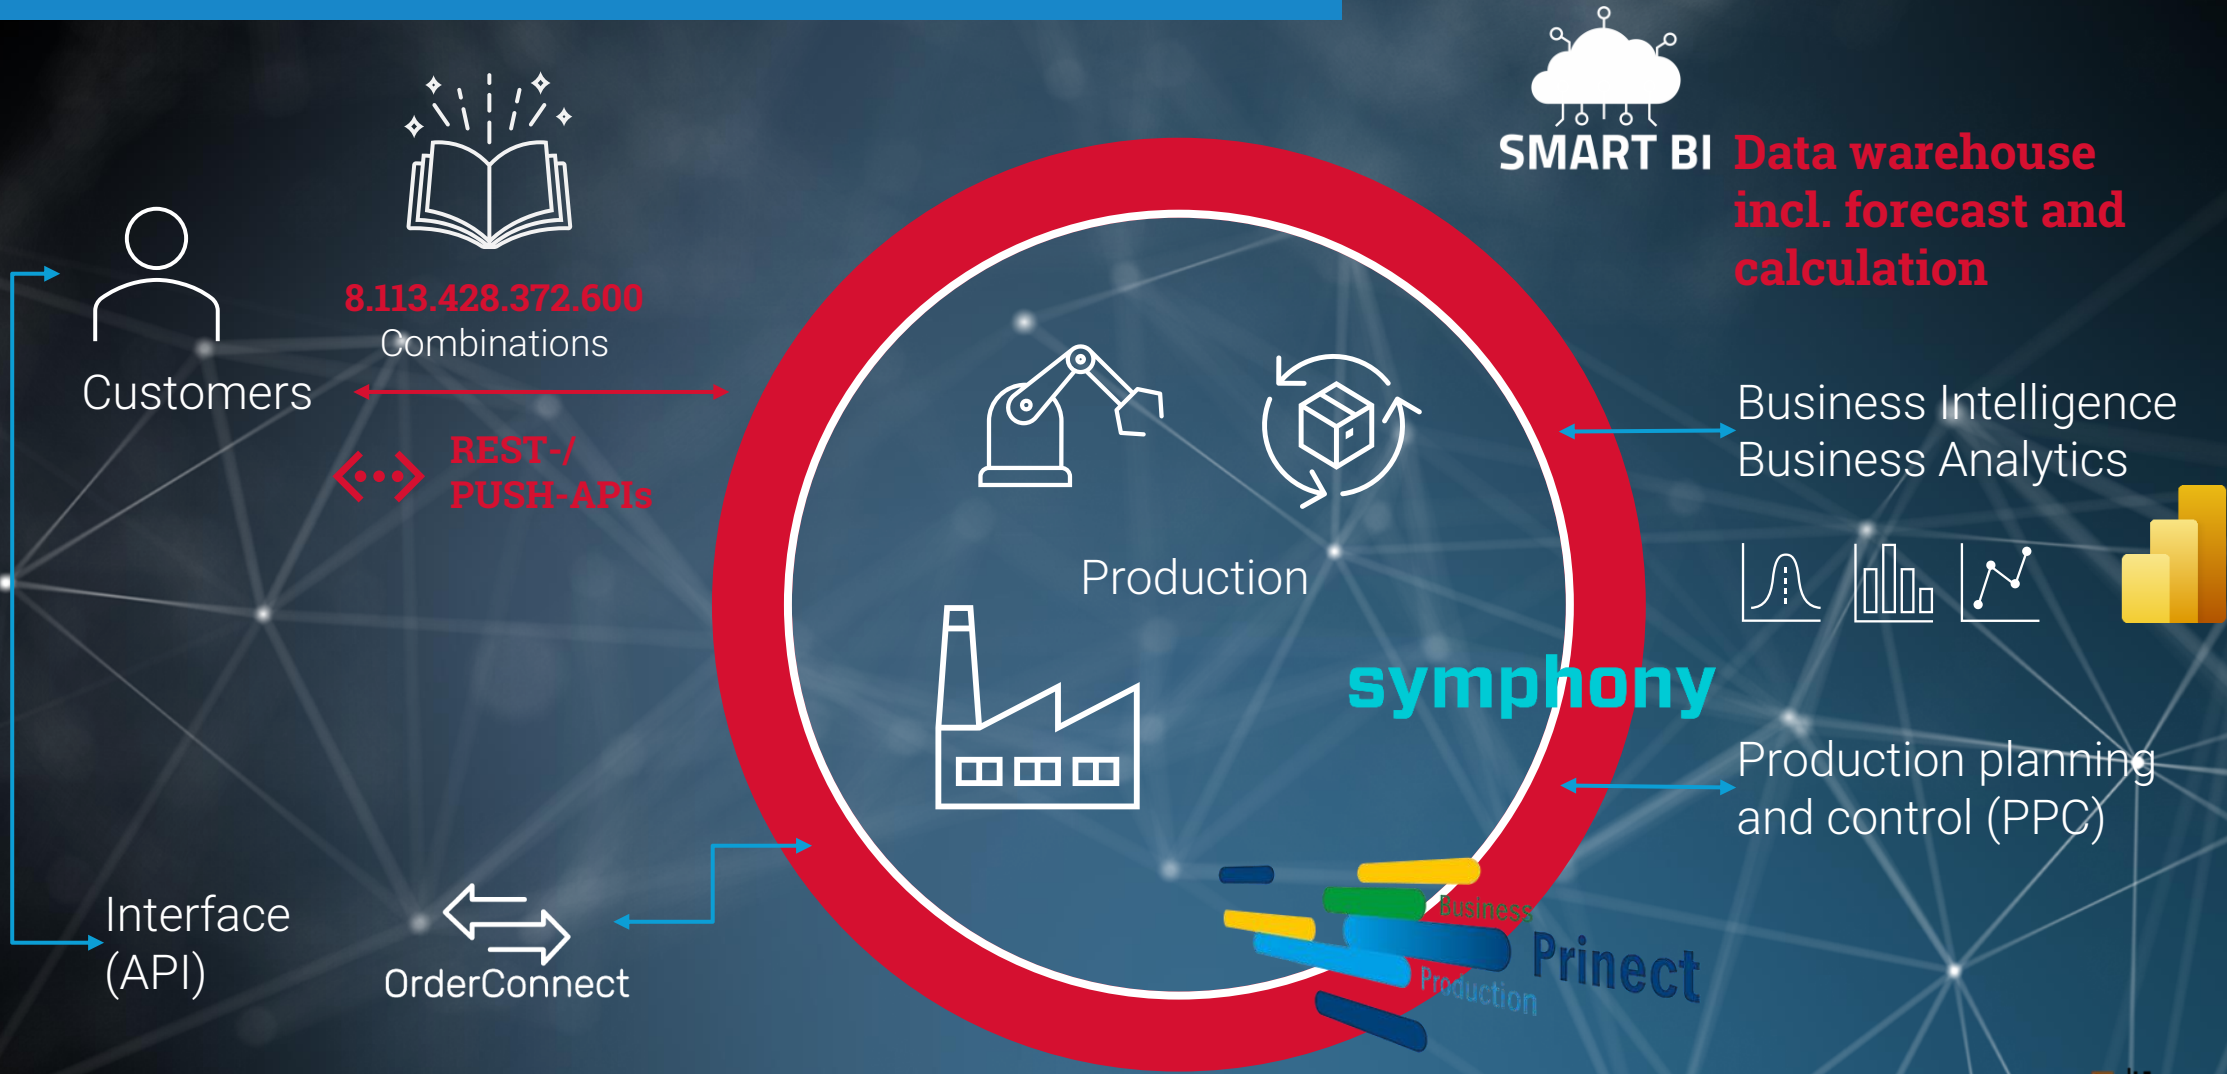 SMART BI
Data warehouse
incl. forecast and
calculation
8.113.428.372.600
Combinations
Customers
REST-/
PUSH-APIs
Business Intelligence
Business Analytics
Production
symphony
Production planning
and control (PPC)
Interface
(API)
OrderConnect
Business
Prinect
Production